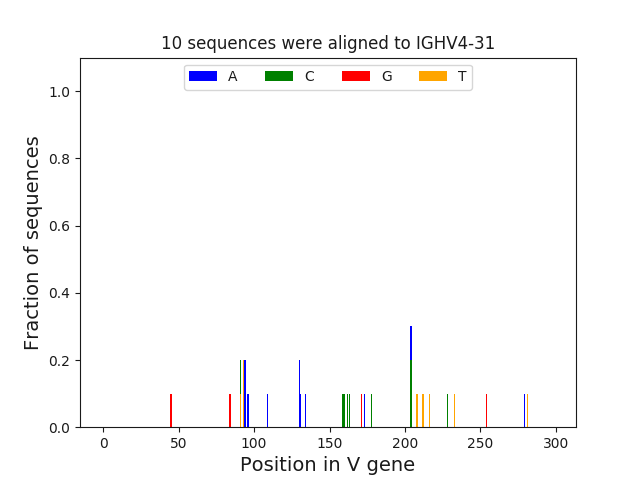 10 sequences were aligned to IGHV4-31
A C G T
1.0
0.8
0.6
0.4
0.2
0.0
Fraction of sequences
0 50 100 150 200 250 300
Position in V gene